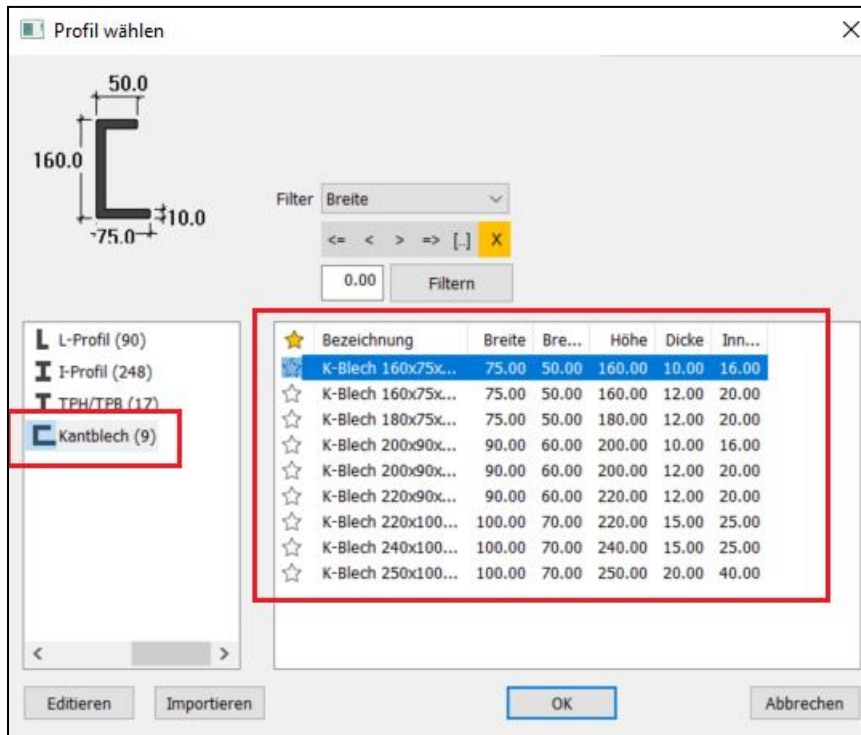 Profil wählen
50.0
160.0
10.0
75.0
Filter Breite
<= < > => [..] X
0.00 Filtern
L-Profil (90)
I-Profil (248)
TPH/TPB (17)
Kantblech (9)
Bezeichnung Breite Bre... Höhe Dicke Inn...
K-Blech 160x75x... 75.00 50.00 160.00 10.00 16.00
K-Blech 160x75x... 75.00 50.00 160.00 12.00 20.00
K-Blech 180x75x... 75.00 50.00 180.00 12.00 20.00
K-Blech 200x90x... 90.00 60.00 200.00 10.00 16.00
K-Blech 200x90x... 90.00 60.00 200.00 12.00 20.00
K-Blech 220x90x... 90.00 60.00 220.00 12.00 20.00
K-Blech 220x100... 100.00 70.00 220.00 15.00 25.00
K-Blech 240x100... 100.00 70.00 240.00 15.00 25.00
K-Blech 250x100... 100.00 70.00 250.00 20.00 40.00
Editieren Importieren OK Abbrechen